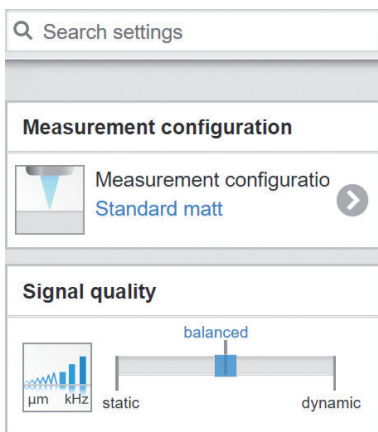 Search settings
Measurement configuration
Measurement configuratio
Standard matt
Signal quality
balanced
µm kHz
static dynamic